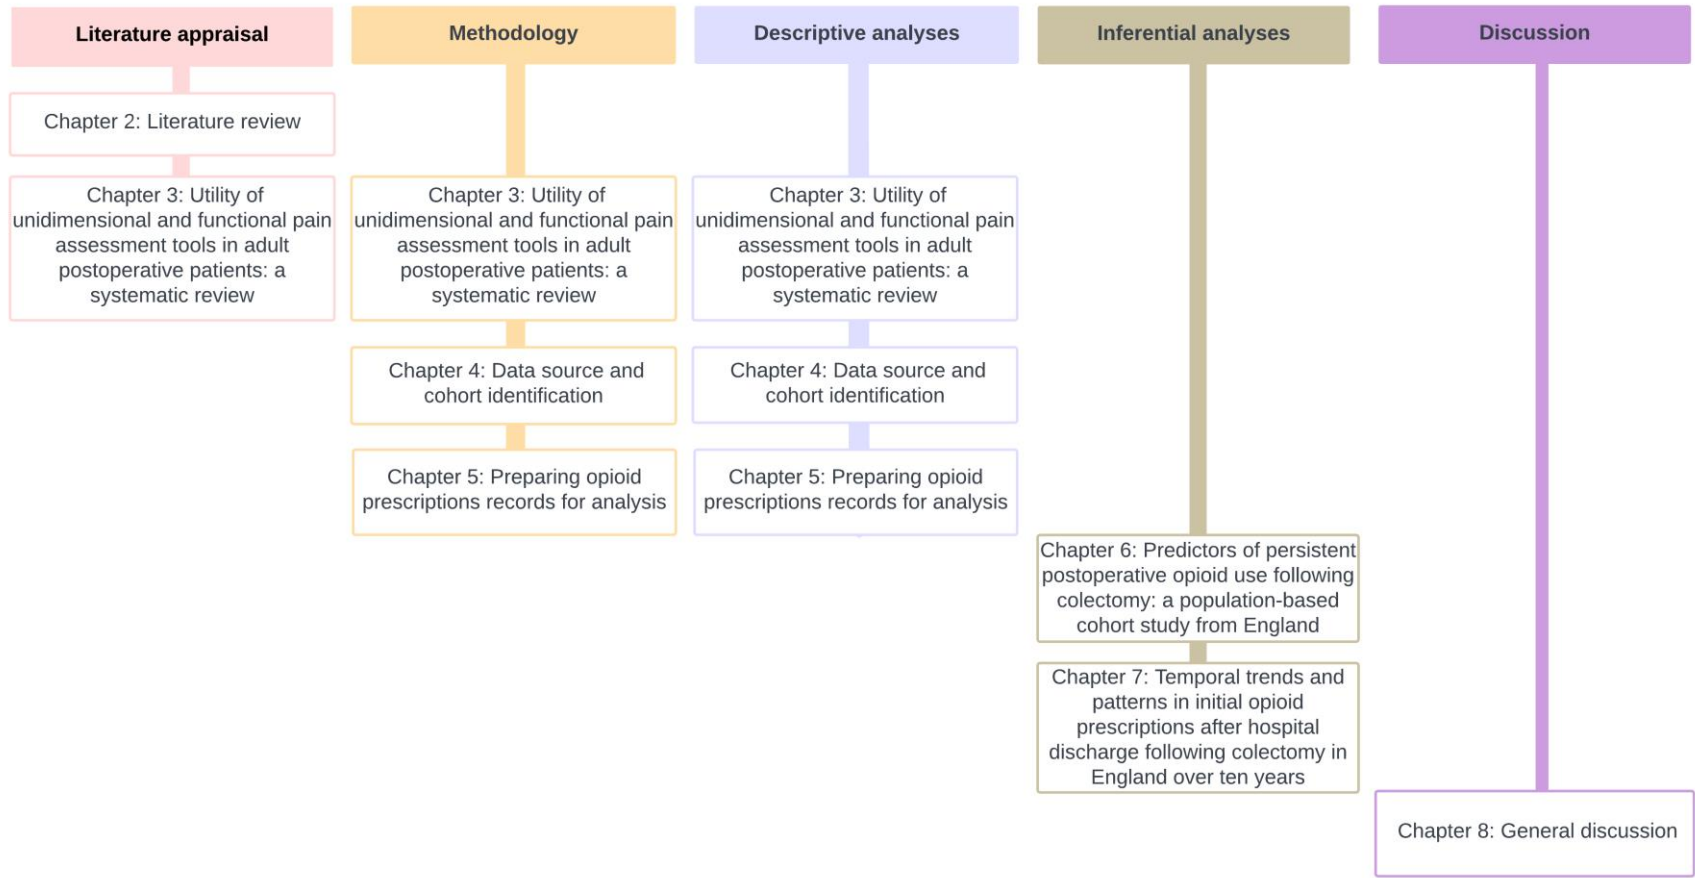 Literature appraisal
Methodology
Descriptive analyses
Inferential analyses
Discussion
Chapter 2: Literature review
Chapter 3: Utility of
unidimensional and functional pain
assessment tools in adult
postoperative patients: a
systematic review
Chapter 3: Utility of
unidimensional and functional pain
assessment tools in adult
postoperative patients: a
systematic review
Chapter 4: Data source and
cohort identification
Chapter 5: Preparing opioid
prescriptions records for analysis
Chapter 3: Utility of
unidimensional and functional pain
assessment tools in adult
postoperative patients: a
systematic review
Chapter 4: Data source and
cohort identification
Chapter 5: Preparing opioid
prescriptions records for analysis
Chapter 6: Predictors of persistent
postoperative opioid use following
colectomy: a population-based
cohort study from England
Chapter 7: Temporal trends and
patterns in initial opioid
prescriptions after hospital
discharge following colectomy in
England over ten years
Chapter 8: General discussion